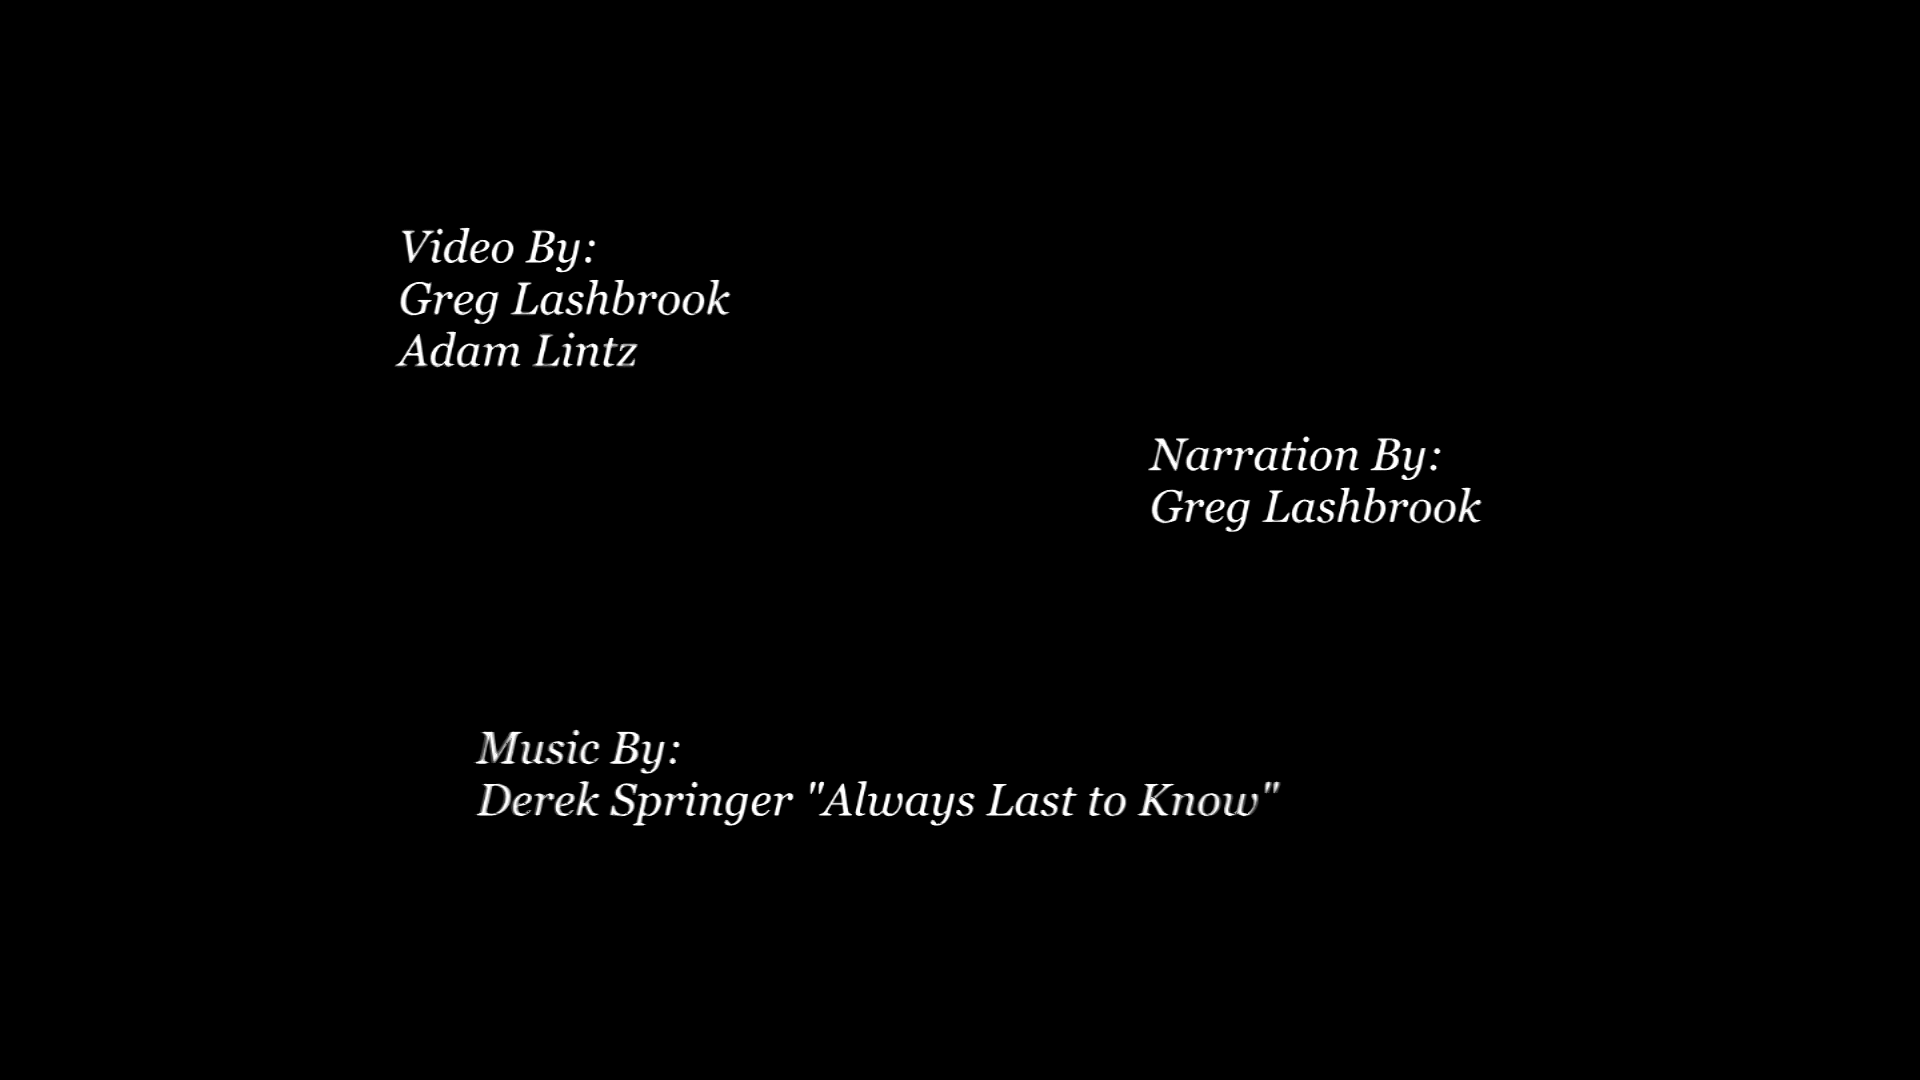 Video By:
Greg Lashbrook
Adam Lintz
Narration By:
Greg Lashbrook
Music By:
Derek Springer "Always Last to Know"